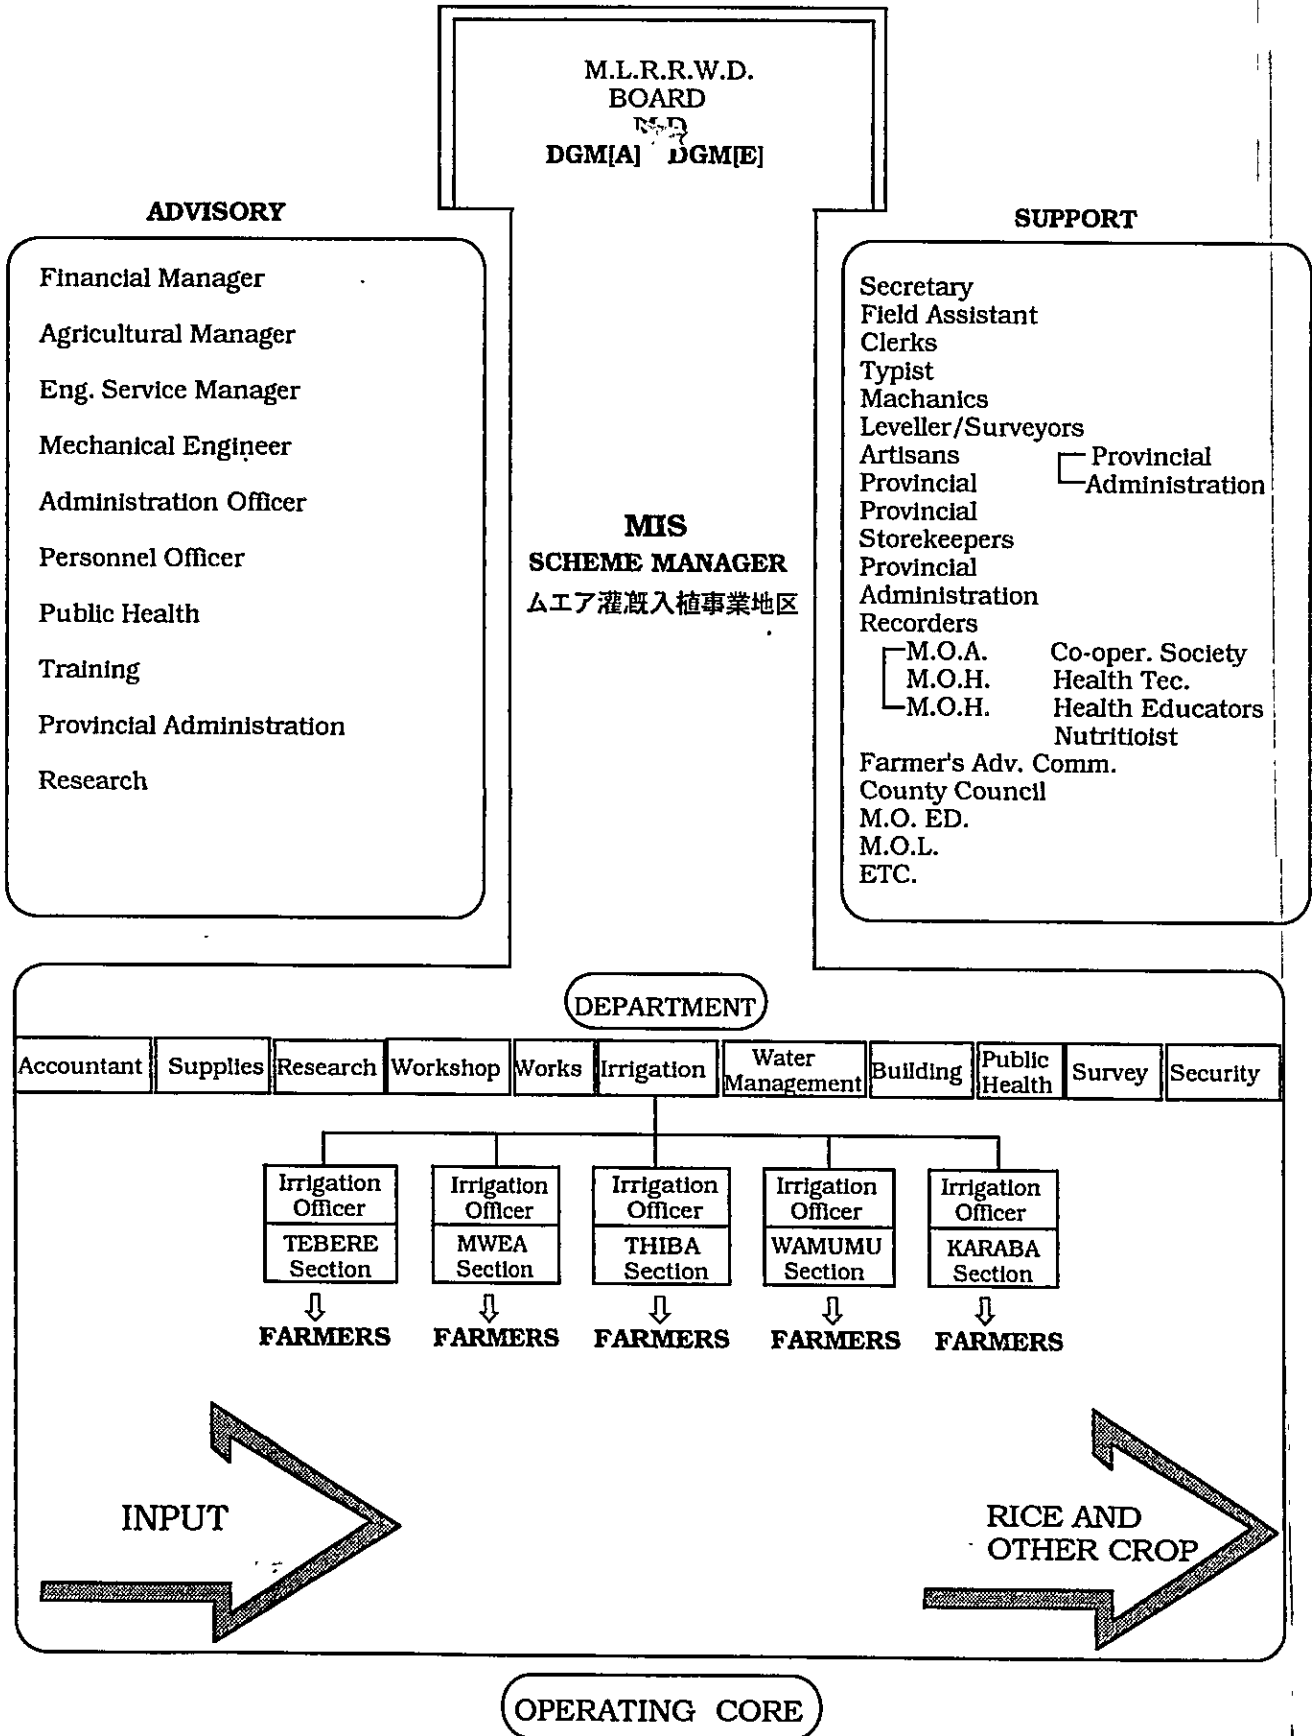 M.L.R.R.W.D.
BOARD
DGM[A] DGM[E]
ADVISORY
Financial Manager
Agricultural Manager
Eng. Service Manager
Mechanical Engineer
Administration Officer
Personnel Officer
Public Health
Training
Provincial Administration
Research
MIS
SCHEME MANAGER
ムエア灌漑入植事業地区
SUPPORT
Secretary
Field Assistant
Clerks
Typist
Machanics
Leveller/Surveyors
Artisans Provincial
Provincial Administration
Provincial
Storekeepers
Provincial
Administration
Recorders
M.O.A. Co-oper. Society
M.O.H. Health Tec.
M.O.H. Health Educators
Nutritioist
Farmer's Adv. Comm.
County Council
M.O. ED.
M.O.L.
ETC.
DEPARTMENT
Accountant
Supplies
Research
Workshop
Works
Irrigation
Water
Management
Building
Public
Health
Survey
Security
Irrigation
Officer
TEBERE
Section
FARMERS
Irrigation
Officer
MWEA
Section
FARMERS
Irrigation
Officer
THIBA
Section
FARMERS
Irrigation
Officer
WAMUMU
Section
FARMERS
Irrigation
Officer
KARABA
Section
FARMERS
INPUT
RICE AND
OTHER CROP
OPERATING CORE